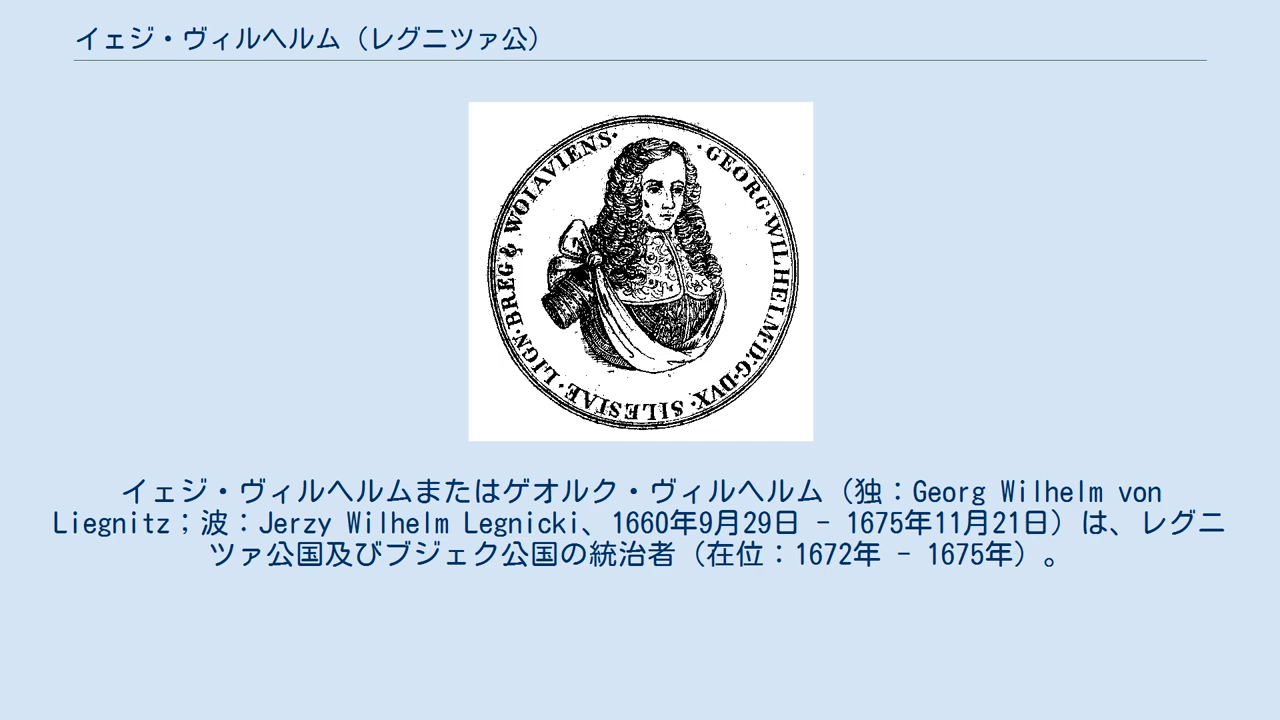 イェジ・ヴィルヘルム（レグニツァ公）
·GEORG·WILHELM·D:G·DVX·SILESIAE·LIGN·BREG & WOLAVIENS·
イェジ・ヴィルヘルムまたはゲオルク・ヴィルヘルム（独：Georg Wilhelm von
Liegnitz；波：Jerzy Wilhelm Legnicki、1660年9月29日 - 1675年11月21日）は、レグニ
ツァ公国及びブジェク公国の統治者（在位：1672年 - 1675年）。